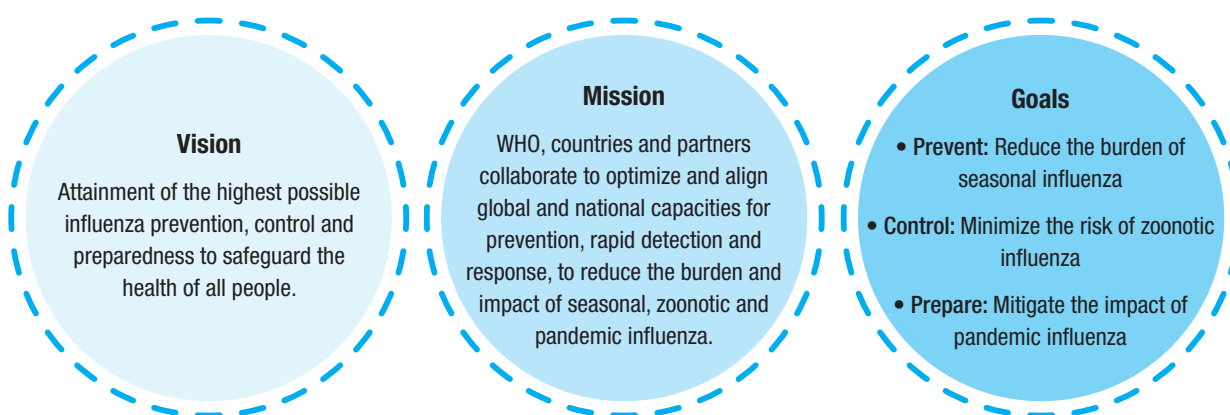 Vision
Attainment of the highest possible
influenza prevention, control and
preparedness to safeguard the
health of all people.
Mission
WHO, countries and partners
collaborate to optimize and align
global and national capacities for
prevention, rapid detection and
response, to reduce the burden and
impact of seasonal, zoonotic and
pandemic influenza.
Goals
• Prevent: Reduce the burden of
seasonal influenza
• Control: Minimize the risk of zoonotic
influenza
• Prepare: Mitigate the impact of
pandemic influenza